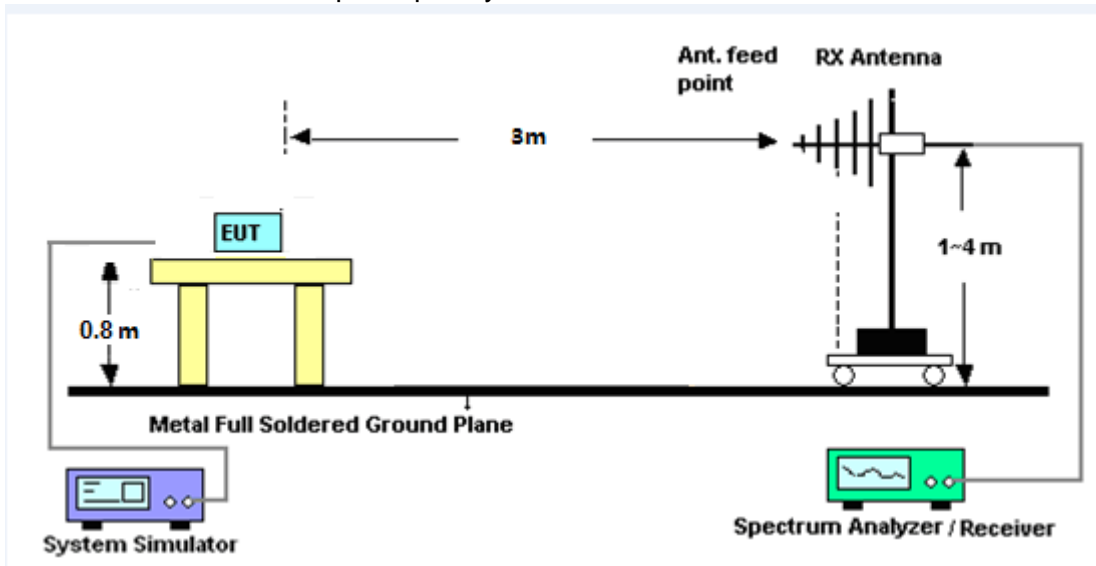 Ant. feed
point
RX Antenna
3m
EUT
1~4 m
0.8 m
Metal Full Soldered Ground Plane
System Simulator
Spectrum Analyzer / Receiver